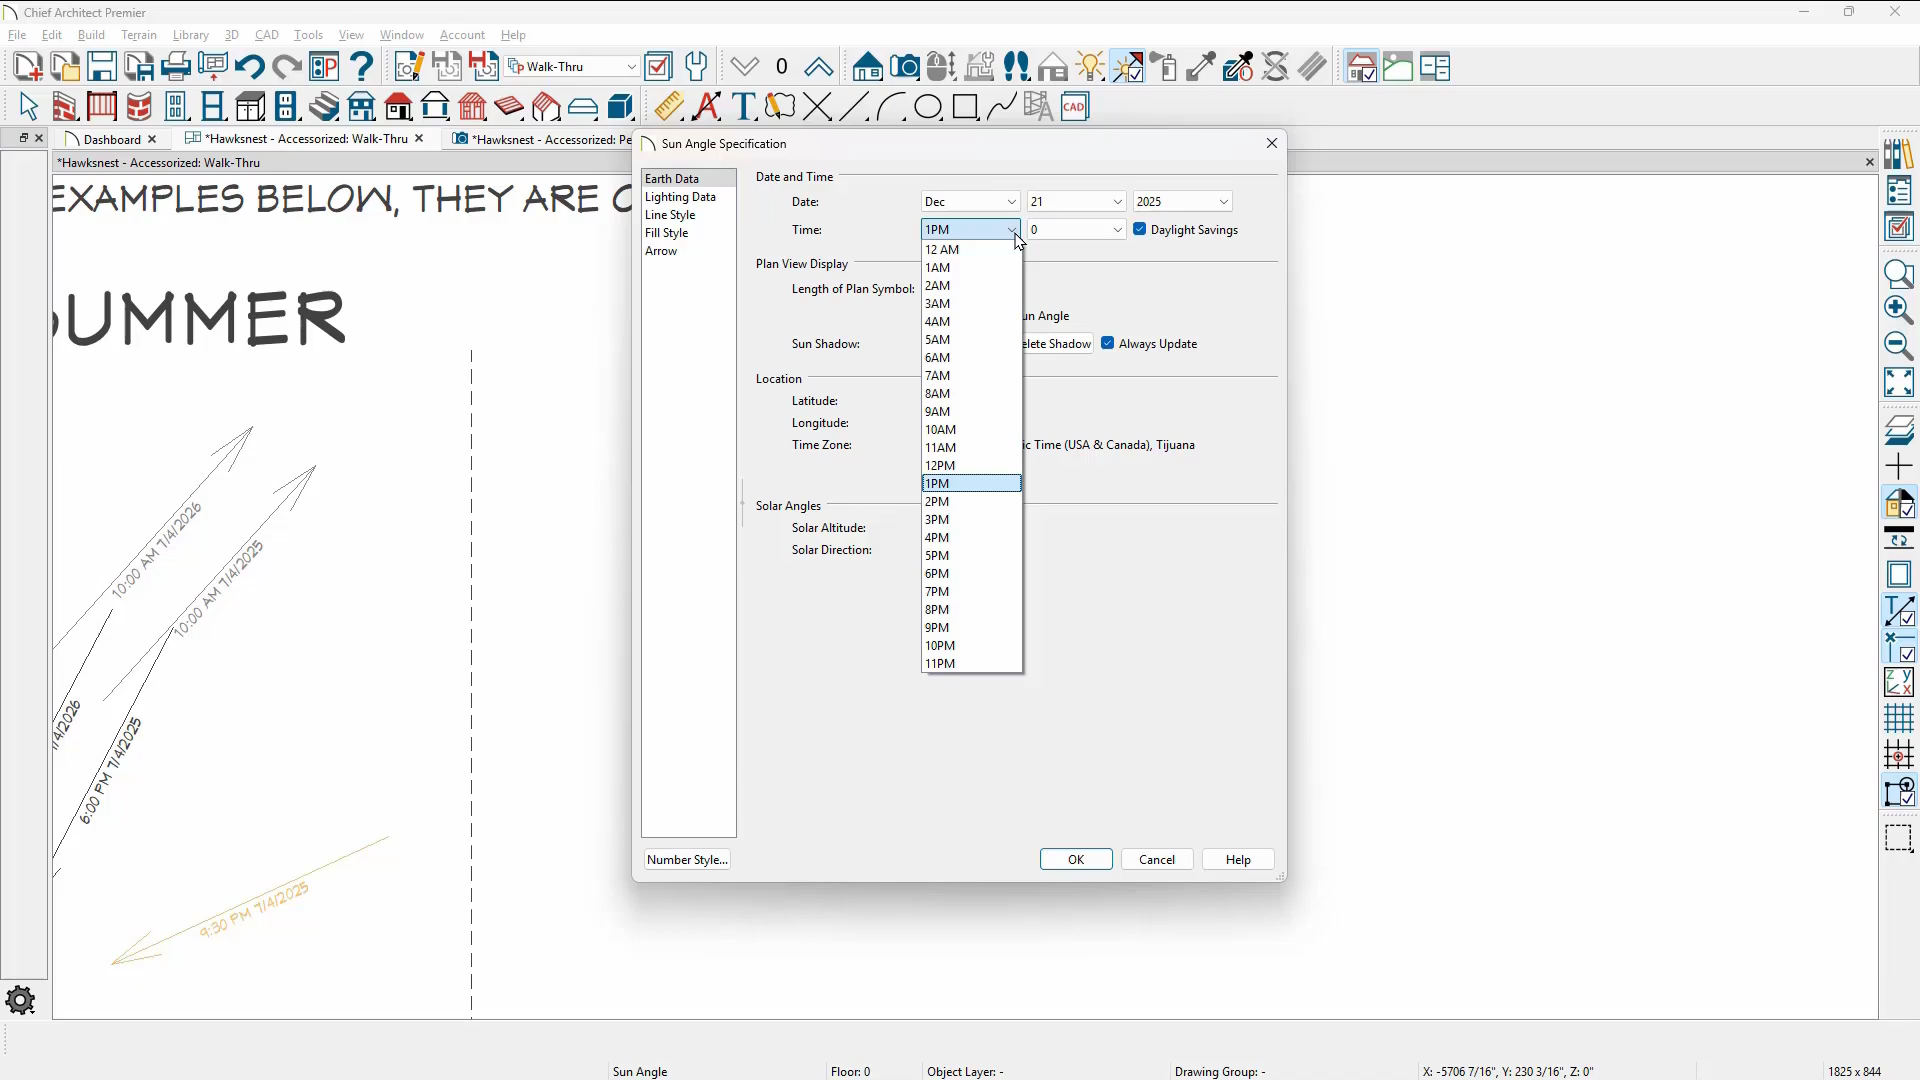 Chief Architect Premier
File Edit Build Terrain Library 3D CAD Tools View Window Account Help
Walk-Thru 0
CAD
Dashboard *Hawksnest - Accessorized: Walk-Thru *Hawksnest - Accessorized: Pe
*Hawksnest - Accessorized: Walk-Thru
EXAMPLES BELOW, THEY ARE
SUMMER
10:00 AM 7/4/2026
10:00 AM 7/4/2025
/4/2026
6:00 PM 7/4/2025
9:30 PM 7/4/2025
Sun Angle Specification
Earth Data
Lighting Data
Line Style
Fill Style
Arrow
Date and Time
Date: Dec 21 2025
Time: 1PM 0 Daylight Savings
12 AM
1AM
2AM
3AM
4AM
5AM
6AM
7AM
8AM
9AM
10AM
11AM
12PM
1PM
2PM
3PM
4PM
5PM
6PM
7PM
8PM
9PM
10PM
11PM
Plan View Display
Length of Plan Symbol:
un Angle
Sun Shadow: elete Shadow Always Update
Location
Latitude:
Longitude:
Time Zone: ic Time (USA & Canada), Tijuana
Solar Angles
Solar Altitude:
Solar Direction:
Number Style... OK Cancel Help
Sun Angle Floor: 0 Object Layer: - Drawing Group: - X: -5706 7/16", Y: 230 3/16", Z: 0" 1825 x 844